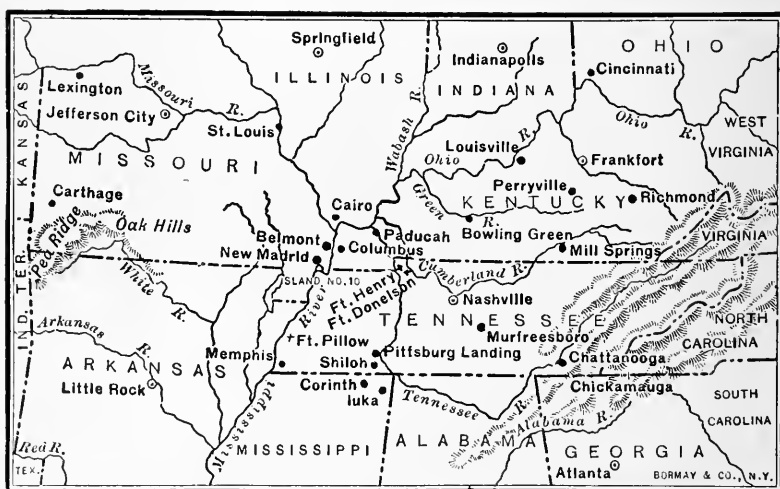 Springfield
ILLINOIS
Indianapolis
INDIANA
OHIO
Cincinnati
KANSAS
Lexington
Missouri R.
Jefferson City
St. Louis
Wabash R.
Ohio R.
Louisville
Ohio R.
Frankfort
WEST
VIRGINIA
MISSOURI
Carthage
Perryville
Richmond
KENTUCKY
Green R.
Cairo
Paducah
Bowling Green
VIRGINIA
Oak Hills
Pea Ridge
Belmont
Columbus
Mill Springs
New Madrid
Cumberland R.
IND. TER.
White R.
ISLAND NO. 10
Ft. Henry
Ft. Donelson
Nashville
TENNESSEE
NORTH
CAROLINA
River
Arkansas R.
Ft. Pillow
Murfreesboro
Memphis
Shiloh
Pittsburg Landing
Chattanooga
ARKANSAS
Little Rock
Corinth
Iuka
Chickamauga
Tennessee R.
SOUTH
CAROLINA
Mississippi
Alabama R.
Red R.
MISSISSIPPI
ALABAMA
GEORGIA
TEX.
Atlanta
BORMAY & CO., N.Y.